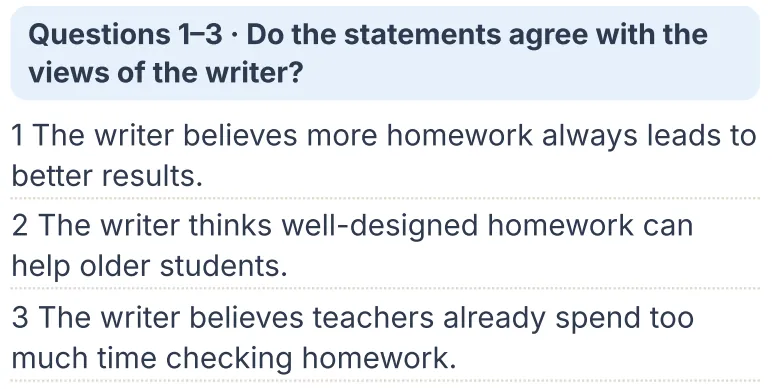 Questions 1–3 · Do the statements agree with the
views of the writer?
1 The writer believes more homework always leads to
better results.
2 The writer thinks well-designed homework can
help older students.
3 The writer believes teachers already spend too
much time checking homework.